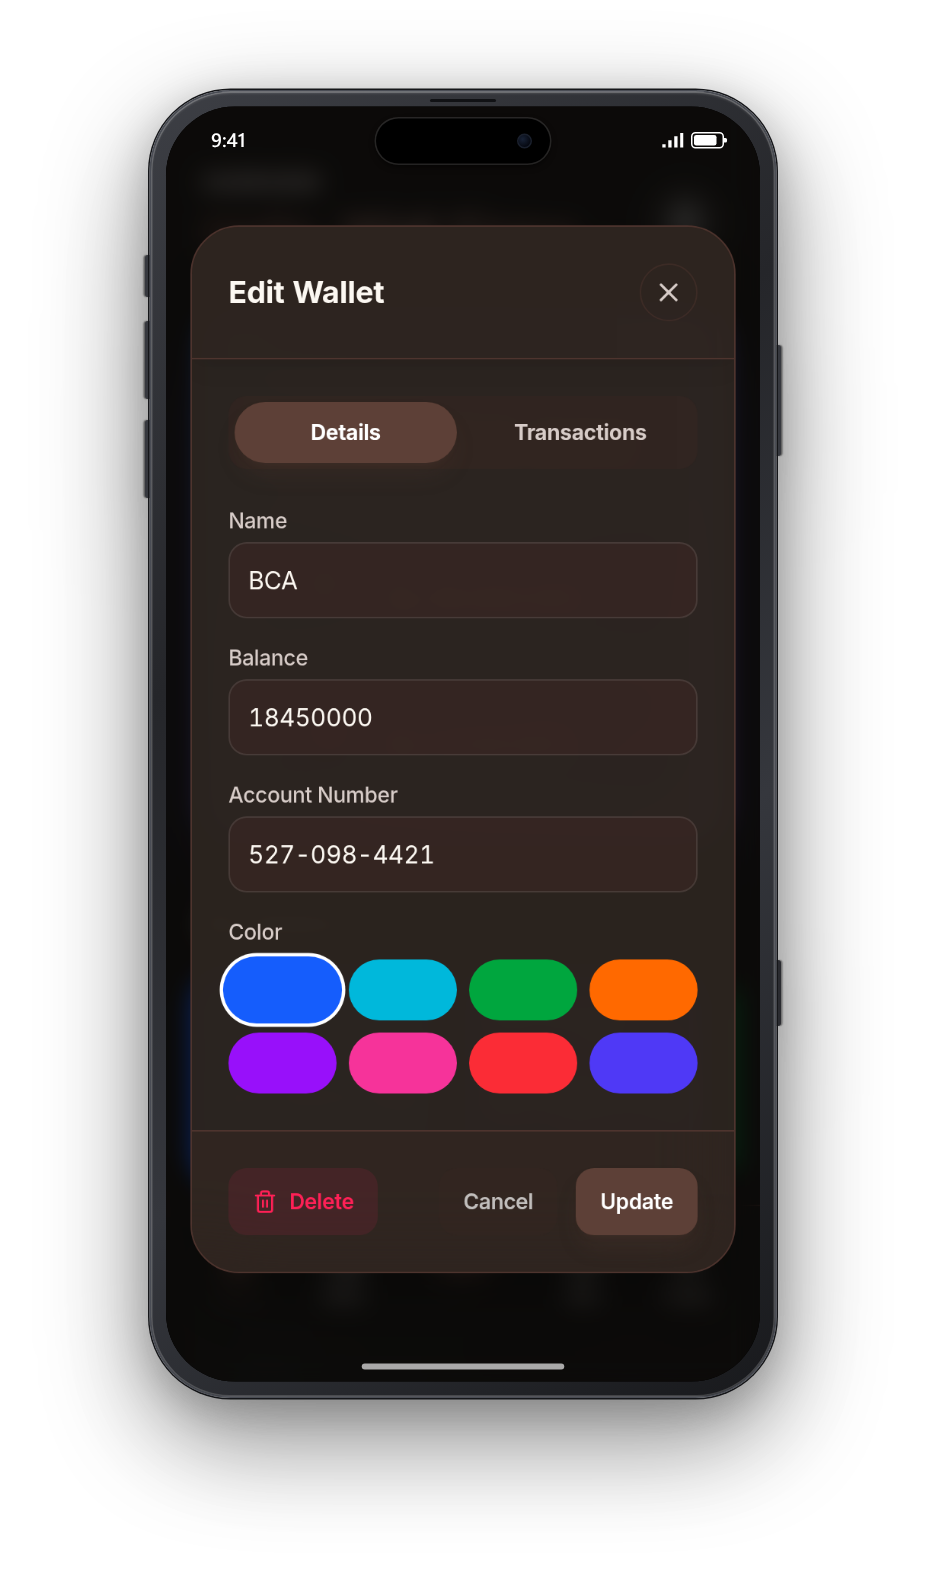 9:41
Edit Wallet
Details
Transactions
Name
BCA
Balance
18450000
Account Number
527-098-4421
Color
Delete
Cancel
Update